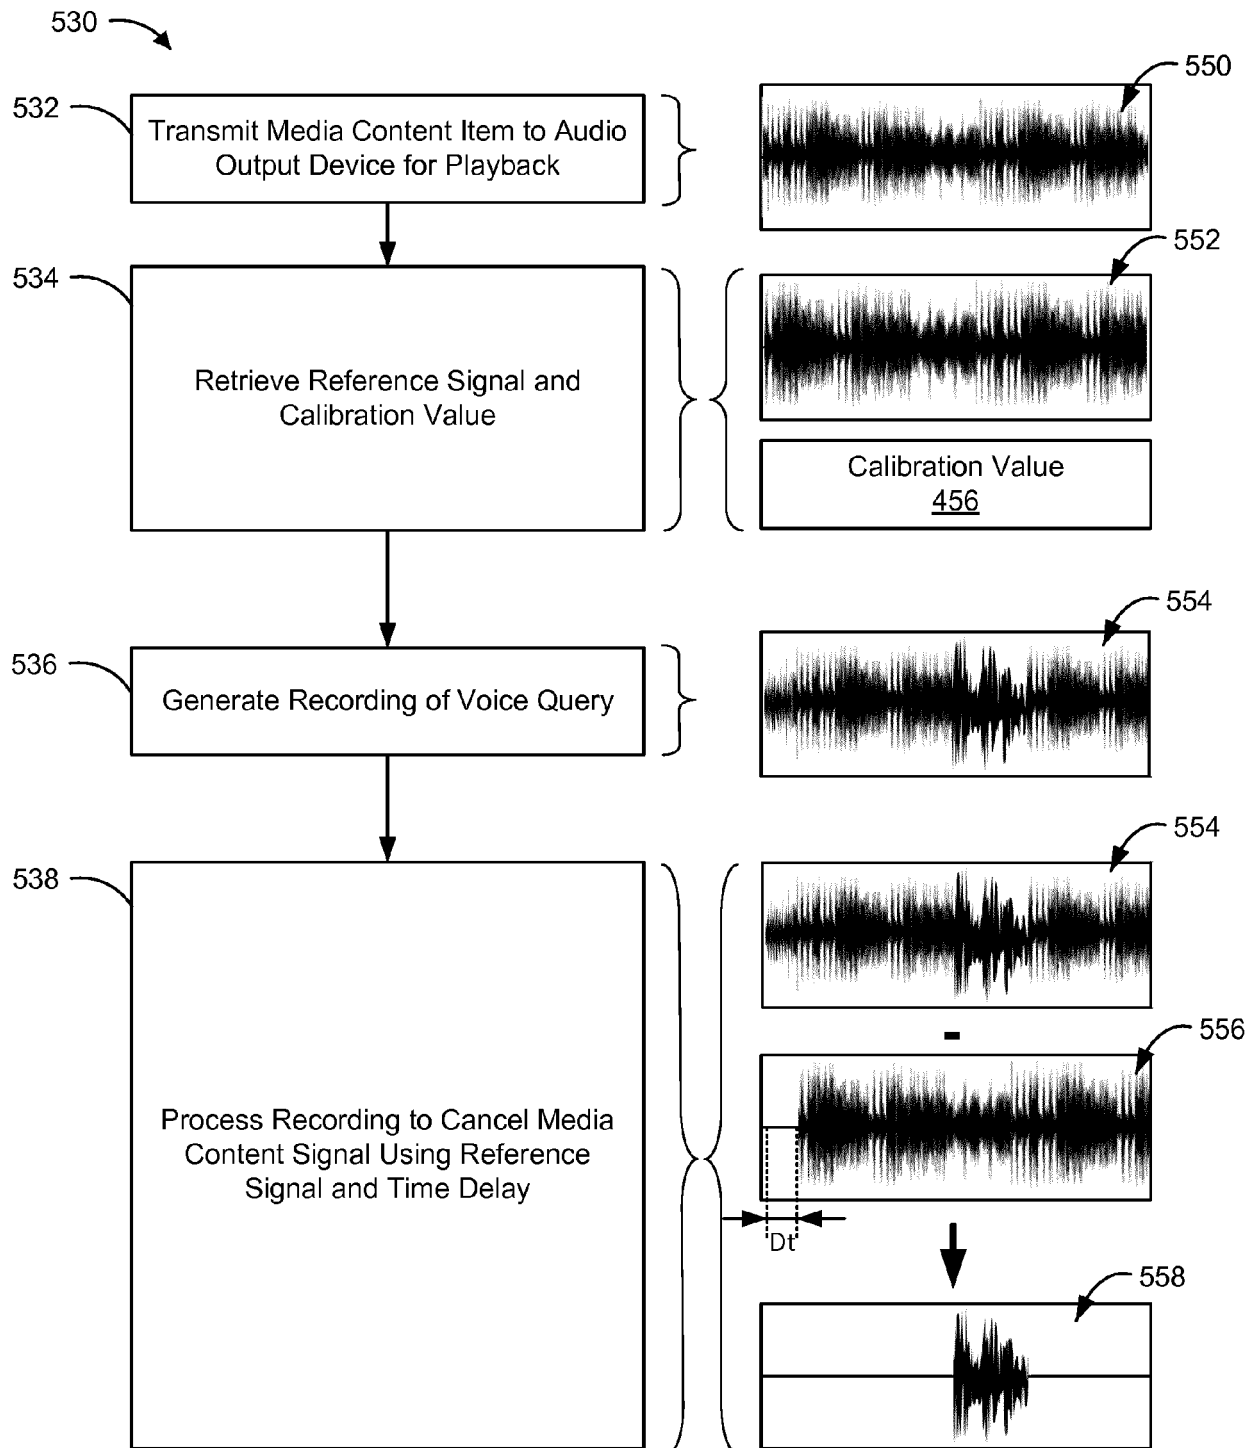 530
550
532
Transmit Media Content Item to Audio
Output Device for Playback
552
534
Retrieve Reference Signal and
Calibration Value
Calibration Value
456
554
536
Generate Recording of Voice Query
554
538
-
556
Process Recording to Cancel Media
Content Signal Using Reference
Signal and Time Delay
Dt
558